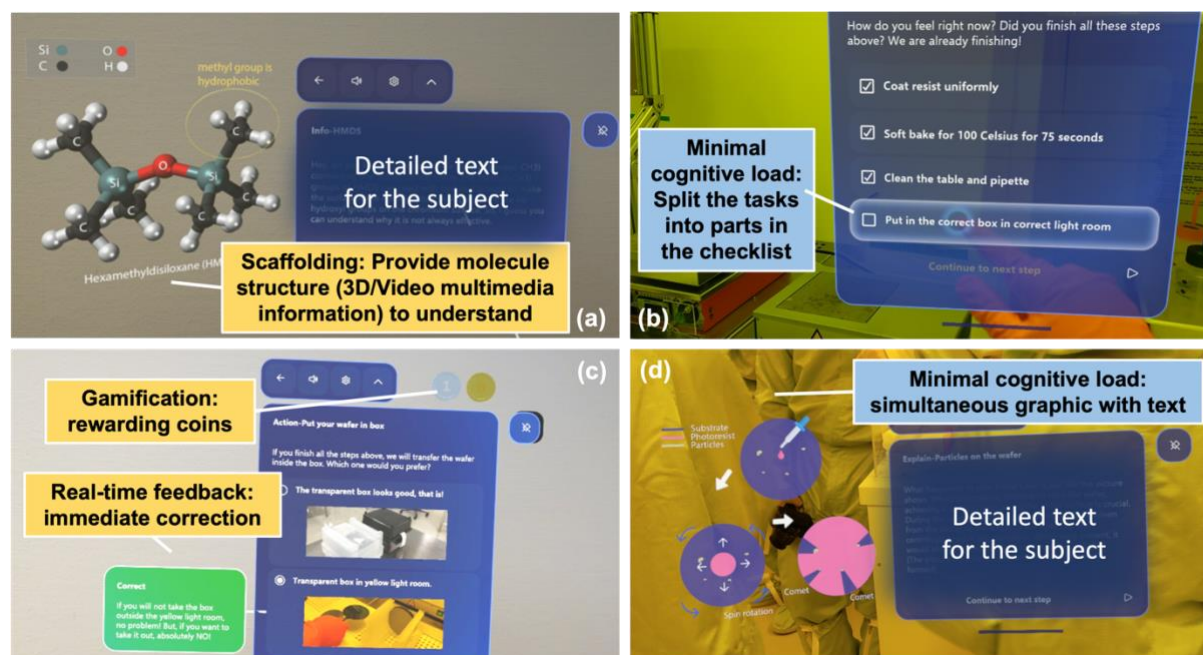 Si O
C H
methyl group is
hydrophobic
Info-HMDS
Detailed text
for the subject
can understand why it is not always effective.
Hexamethyldisiloxane (HM
Scaffolding: Provide molecule
structure (3D/Video multimedia
information) to understand
(a)
C
C
C
C
C
C
Si
O
Si
How do you feel right now? Did you finish all these steps
above? We are already finishing!
Coat resist uniformly
Soft bake for 100 Celsius for 75 seconds
Clean the table and pipette
Put in the correct box in correct light room
Continue to next step
Minimal
cognitive load:
Split the tasks
into parts in
the checklist
(b)
(c)
Gamification:
rewarding coins
1
Action-Put your wafer in box
If you finish all the steps above, we will transfer the wafer
inside the box. Which one would you prefer?
The transparent box looks good, that is!
Real-time feedback:
immediate correction
Transparent box in yellow light room.
Correct
If you will not take the box
outside the yellow light room,
no problem! But, if you want to
take it out, absolutely NO!
(d)
Minimal cognitive load:
simultaneous graphic with text
Substrate
Photoresist
Particles
Explain-Particles on the wafer
Detailed text
for the subject
Continue to next step
Comet
Comet
Spin rotation